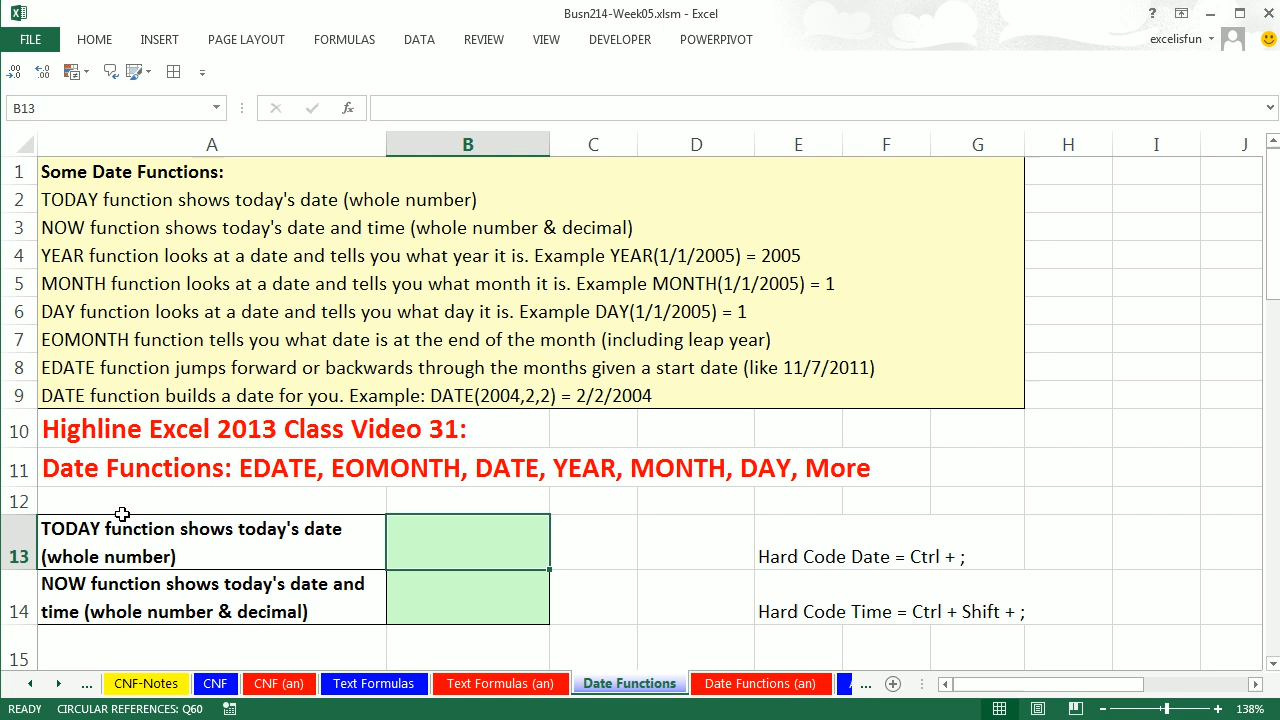 Busn214-Week05.xlsm - Excel
FILE HOME INSERT PAGE LAYOUT FORMULAS DATA REVIEW VIEW DEVELOPER POWERPIVOT excelisfun
B13
fx
A B C D E F G H I J
1 Some Date Functions:
2 TODAY function shows today's date (whole number)
3 NOW function shows today's date and time (whole number & decimal)
4 YEAR function looks at a date and tells you what year it is. Example YEAR(1/1/2005) = 2005
5 MONTH function looks at a date and tells you what month it is. Example MONTH(1/1/2005) = 1
6 DAY function looks at a date and tells you what day it is. Example DAY(1/1/2005) = 1
7 EOMONTH function tells you what date is at the end of the month (including leap year)
8 EDATE function jumps forward or backwards through the months given a start date (like 11/7/2011)
9 DATE function builds a date for you. Example: DATE(2004,2,2) = 2/2/2004
10 Highline Excel 2013 Class Video 31:
11 Date Functions: EDATE, EOMONTH, DATE, YEAR, MONTH, DAY, More
12
TODAY function shows today's date
13 (whole number) Hard Code Date = Ctrl + ;
NOW function shows today's date and
14 time (whole number & decimal) Hard Code Time = Ctrl + Shift + ;
15
... CNF-Notes CNF CNF (an) Text Formulas Text Formulas (an) Date Functions Date Functions (an) ...
READY CIRCULAR REFERENCES: Q60 138%